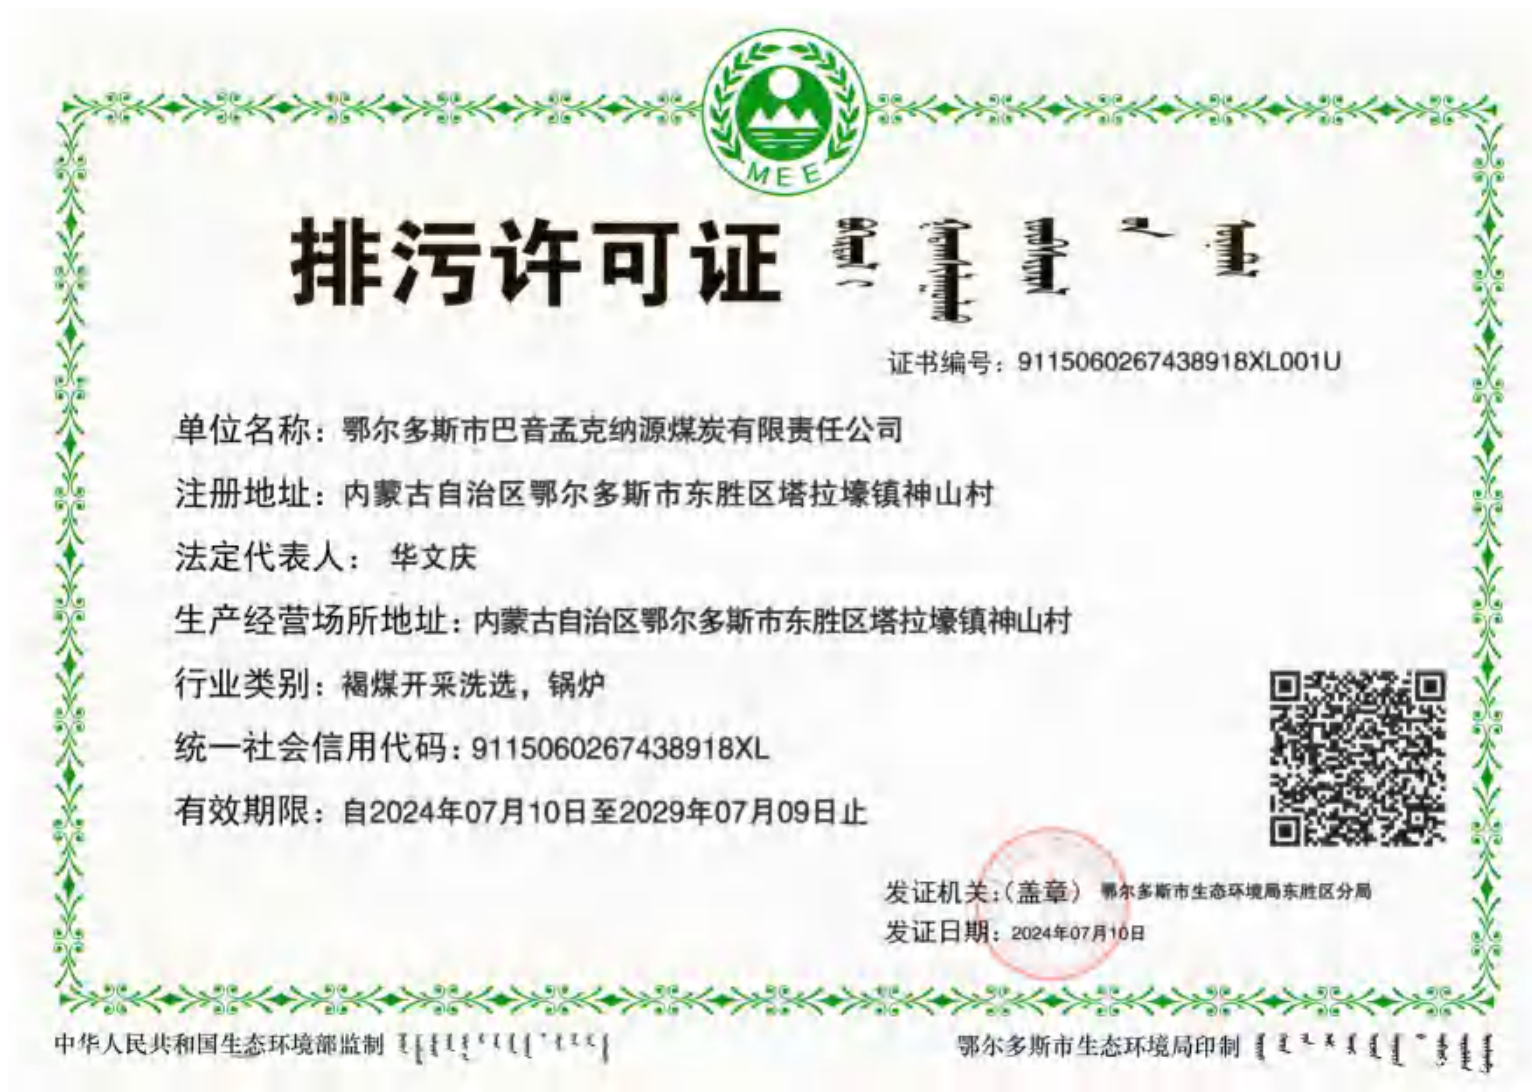 MEE
排污许可证
证书编号：9115060267438918XL001U
单位名称：鄂尔多斯市巴音孟克纳源煤炭有限责任公司
注册地址：内蒙古自治区鄂尔多斯市东胜区塔拉壕镇神山村
法定代表人： 华文庆
生产经营场所地址：内蒙古自治区鄂尔多斯市东胜区塔拉壕镇神山村
行业类别：褐煤开采洗选，锅炉
统一社会信用代码：9115060267438918XL
有效期限：自2024年07月10日至2029年07月09日止
发证机关：（盖章） 鄂尔多斯市生态环境局东胜区分局
发证日期：2024年07月10日
中华人民共和国生态环境部监制
鄂尔多斯市生态环境局印制